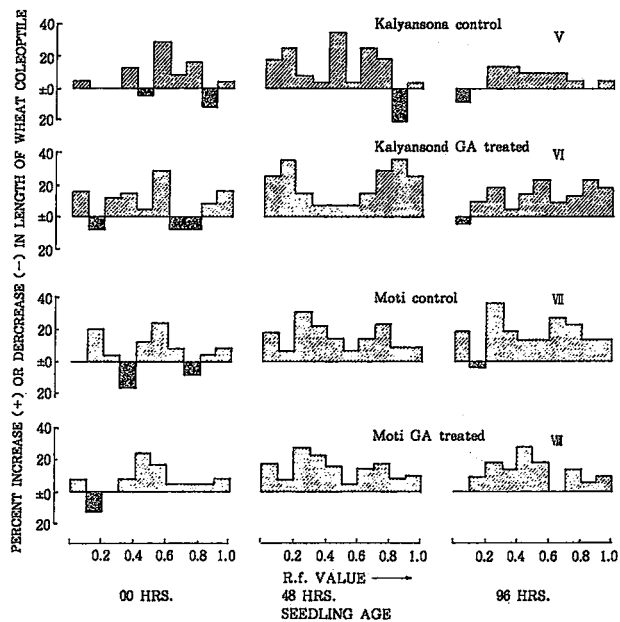 PERCENT INCREASE (+) OR DERCREASE (−) IN LENGTH OF WHEAT COLEOPTILE
Kalyansona control V
40
20
±0
20
Kalyansond GA treated VI
40
20
±0
20
Moti control VII
40
20
±0
20
Moti GA treated VIII
40
20
±0
20
0.2 0.4 0.6 0.8 1.0 0.2 0.4 0.6 0.8 1.0 0.2 0.4 0.6 0.8 1.0
R.f. VALUE →
00 HRS. 48 HRS. 96 HRS.
SEEDLING AGE